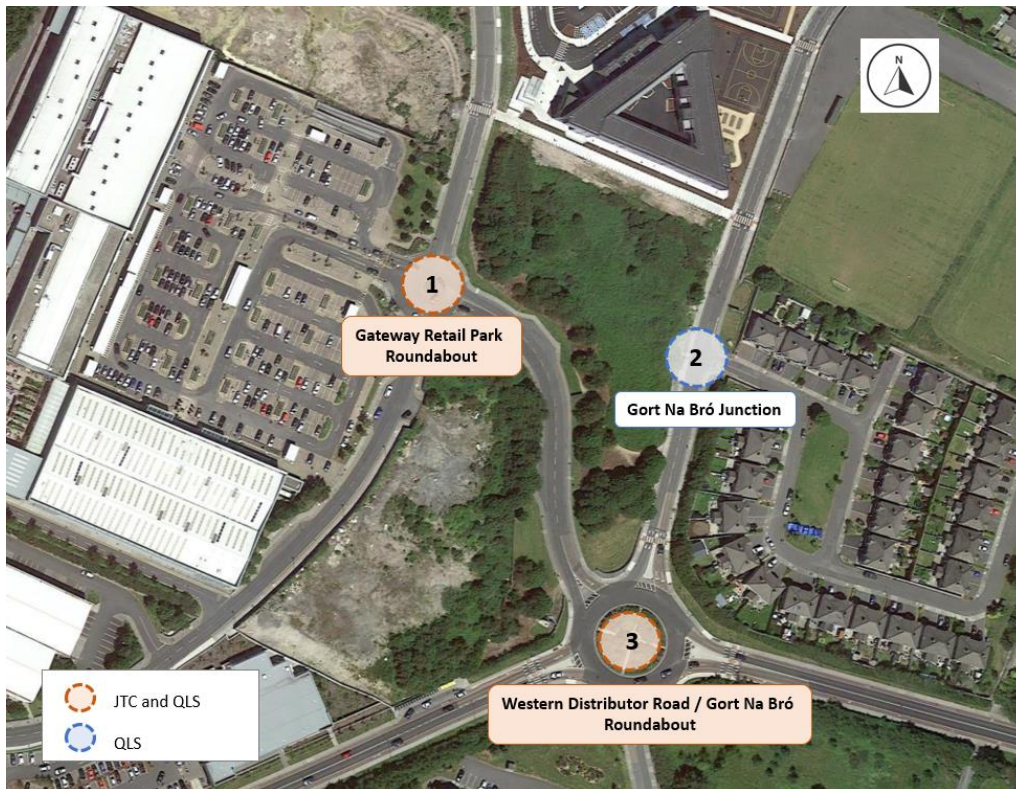 N
1
Gateway Retail Park
Roundabout
2
Gort Na Bró Junction
3
Western Distributor Road / Gort Na Bró
Roundabout
JTC and QLS
QLS